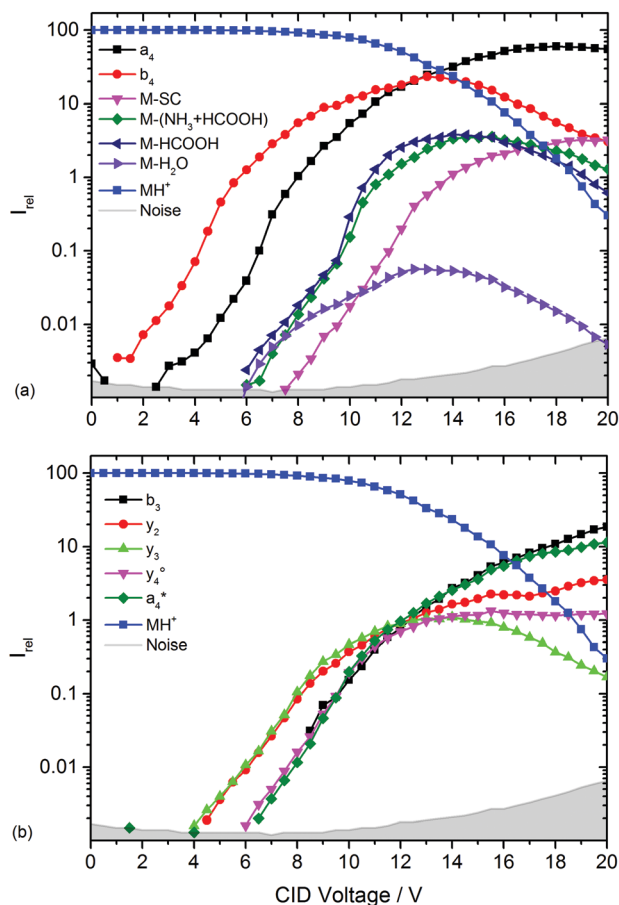 100
10
1
0.1
0.01
I_rel
a₄
b₄
M-SC
M-(NH₃+HCOOH)
M-HCOOH
M-H₂O
MH⁺
Noise
(a)
0 2 4 6 8 10 12 14 16 18 20
100
10
1
0.1
0.01
I_rel
b₃
y₂
y₃
y₄°
a₄*
MH⁺
Noise
(b)
0 2 4 6 8 10 12 14 16 18 20
CID Voltage / V